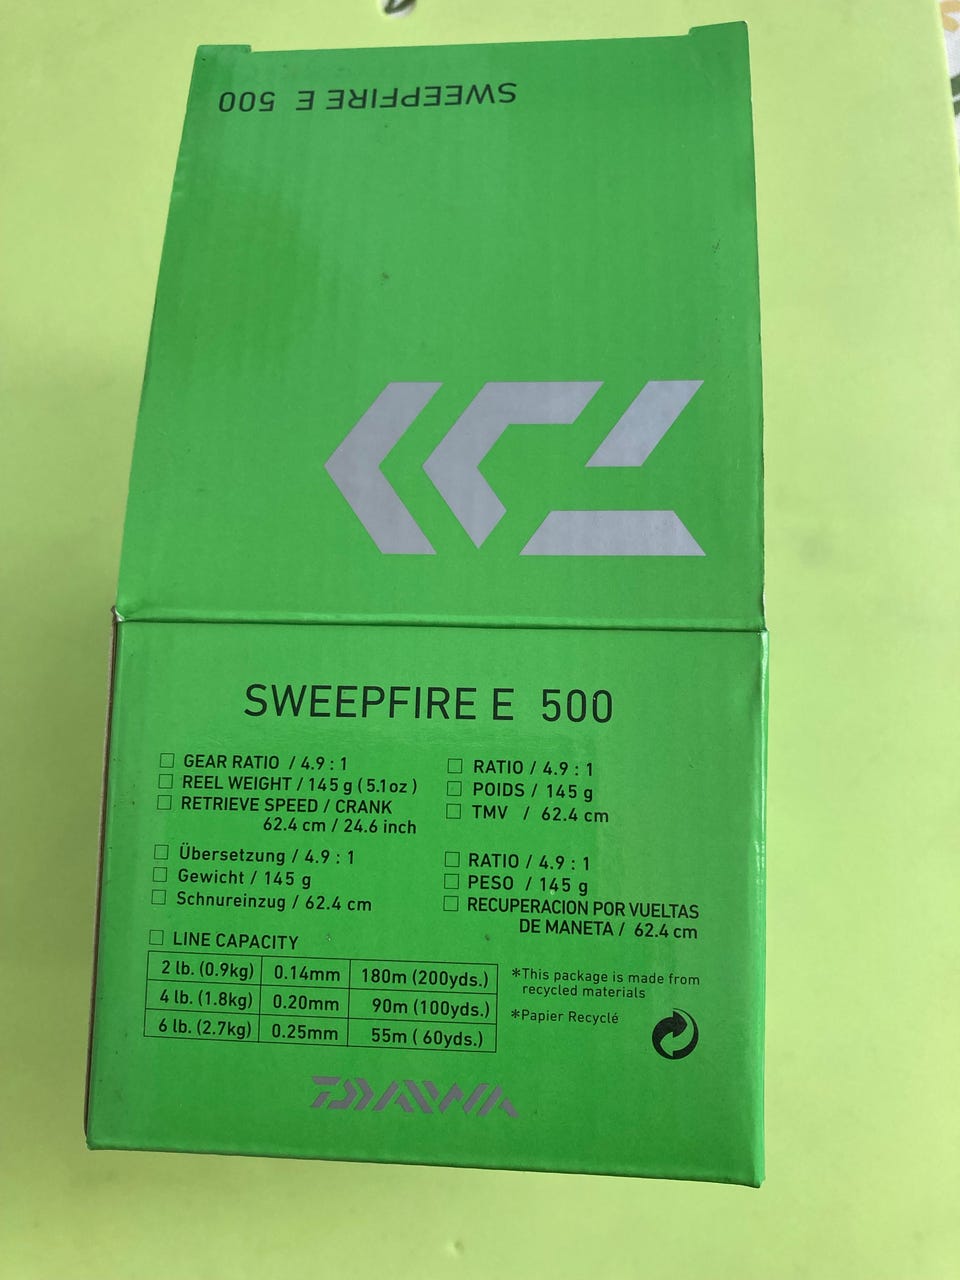 SWEEPFIRE E 500
SWEEPFIRE E 500
□ GEAR RATIO / 4.9 : 1
□ REEL WEIGHT / 145 g ( 5.1oz )
□ RETRIEVE SPEED / CRANK
62.4 cm / 24.6 inch
□ RATIO / 4.9 : 1
□ POIDS / 145 g
□ TMV / 62.4 cm
□ Übersetzung / 4.9 : 1
□ Gewicht / 145 g
□ Schnureinzug / 62.4 cm
□ RATIO / 4.9 : 1
□ PESO / 145 g
□ RECUPERACION POR VUELTAS
DE MANETA / 62.4 cm
□ LINE CAPACITY
2 lb. (0.9kg) 0.14mm 180m (200yds.)
4 lb. (1.8kg) 0.20mm 90m (100yds.)
6 lb. (2.7kg) 0.25mm 55m ( 60yds.)
*This package is made from
recycled materials
*Papier Recyclé
DAIWA